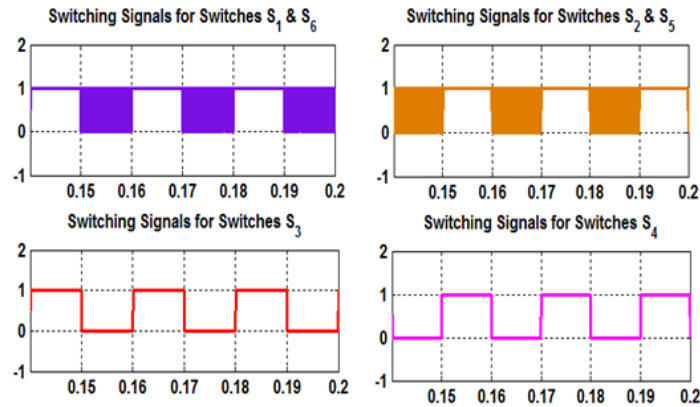 Switching Signals for Switches S₁ & S₆
2
1
0
-1
0.15 0.16 0.17 0.18 0.19 0.2
Switching Signals for Switches S₂ & S₅
2
1
0
-1
0.15 0.16 0.17 0.18 0.19 0.2
Switching Signals for Switches S₃
2
1
0
-1
0.15 0.16 0.17 0.18 0.19 0.2
Switching Signals for Switches S₄
2
1
0
-1
0.15 0.16 0.17 0.18 0.19 0.2